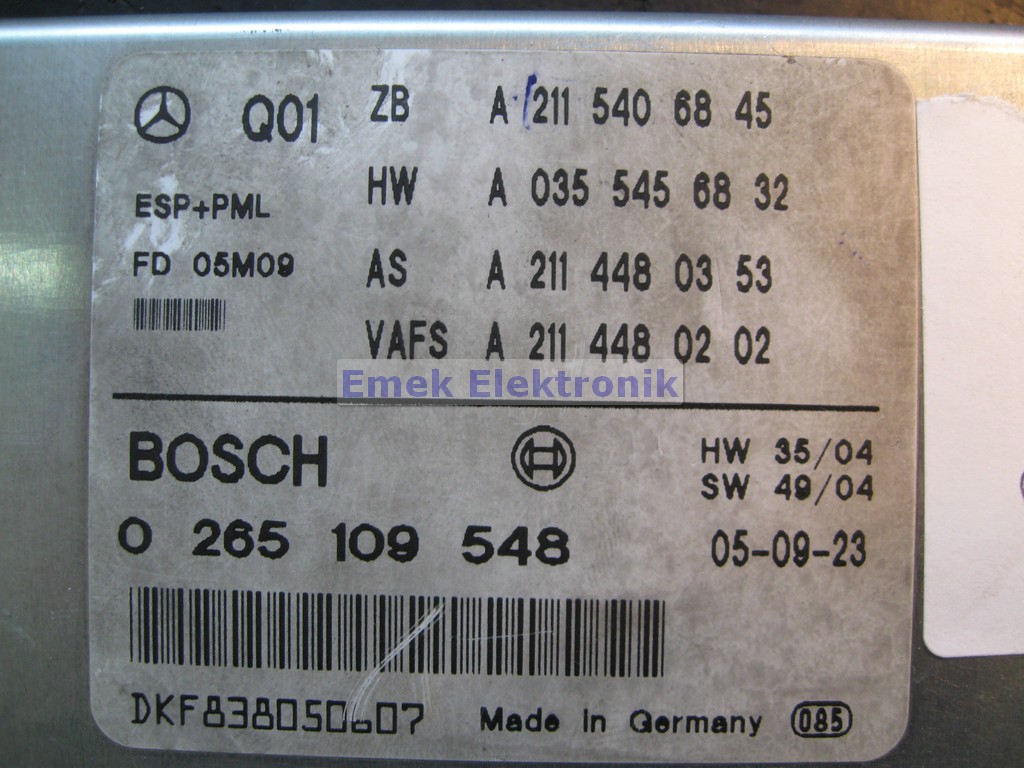 Q01 ZB A 211 540 68 45
HW A 035 545 68 32
ESP+PML
FD 05M09
AS A 211 448 03 53
VAFS A 211 448 02 02
Emek Elektronik
BOSCH
HW 35/04
SW 49/04
0 265 109 548
05-09-23
DKF838050607
Made in Germany 085